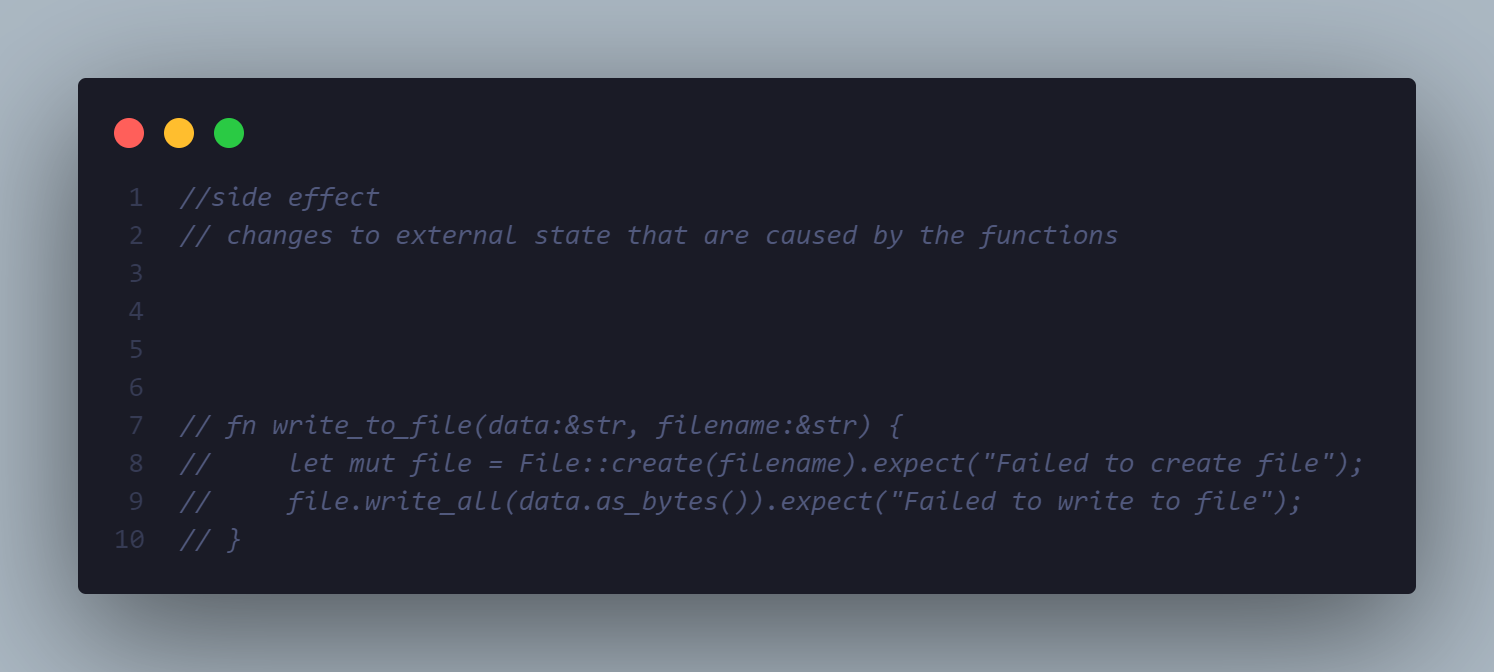 1 //side effect
2 // changes to external state that are caused by the functions
3
4
5
6
7 // fn write_to_file(data:&str, filename:&str) {
8 //     let mut file = File::create(filename).expect("Failed to create file");
9 //     file.write_all(data.as_bytes()).expect("Failed to write to file");
10 // }